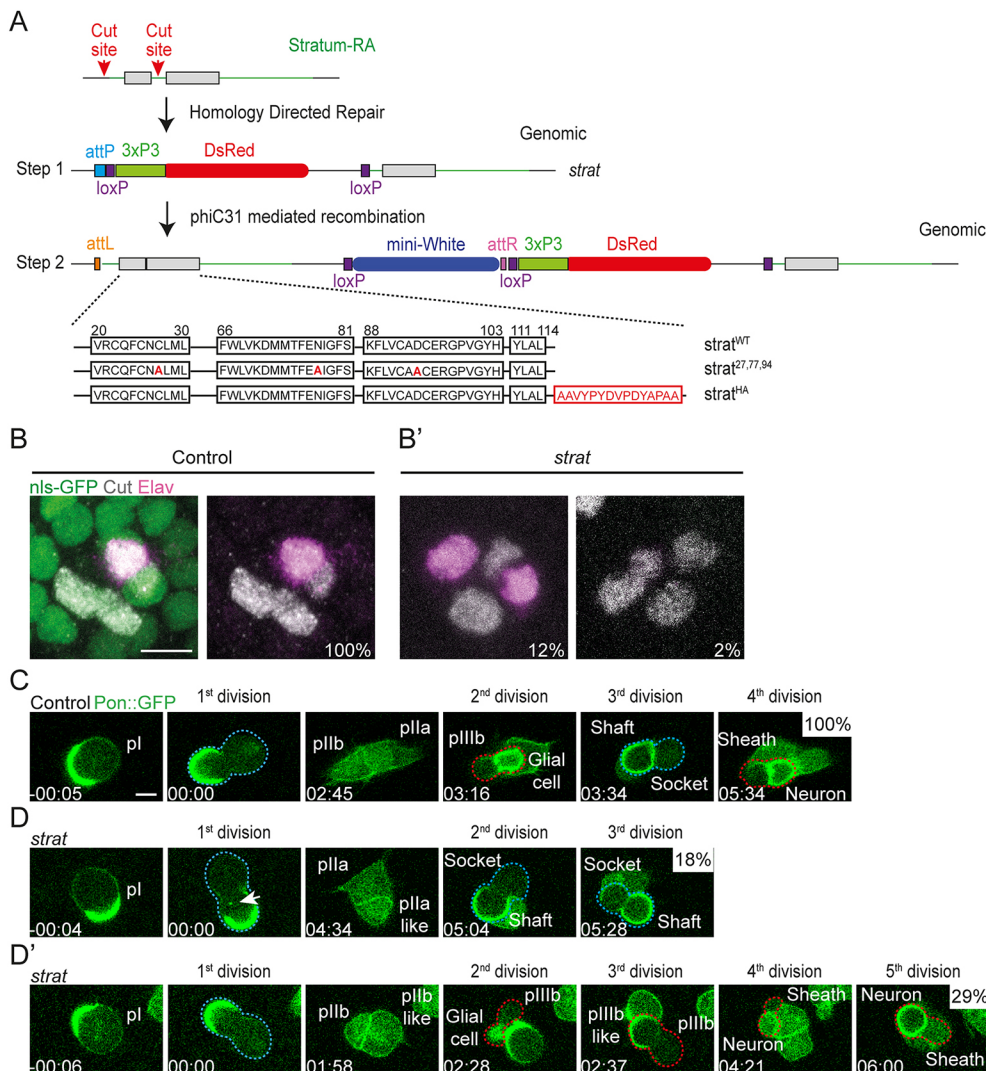 A
Cut site
Cut site
Stratum-RA
Homology Directed Repair
Genomic
Step 1
attP
3xP3
DsRed
strat
loxP
loxP
phiC31 mediated recombination
Genomic
Step 2
attL
mini-White
attR
3xP3
DsRed
loxP
loxP
20 30 66 81 88 103 111 114
VRCQFCNCLML FWLVKDMMTFENIGFS KFLVCADCERGPVGYH YLAL strat^WT
VRCQFCNALML FWLVKDMMTFEAIGFS KFLVCAACERGPVGYH YLAL strat^27,77,94
VRCQFCNCLML FWLVKDMMTFENIGFS KFLVCADCERGPVGYH YLAL AAVYPYDVPDYAPAA strat^HA
B
Control
nls-GFP Cut Elav
100%
B'
strat
12%
2%
C
1st division
2nd division
3rd division
4th division
Control Pon::GFP
100%
pI
pIIb
pIIa
pIIIb
Glial cell
Shaft
Socket
Sheath
Neuron
-00:05
00:00
02:45
03:16
03:34
05:34
D
strat
1st division
2nd division
3rd division
18%
pI
pIIa
pIIa like
Socket
Shaft
Socket
Shaft
-00:04
00:00
04:34
05:04
05:28
D'
strat
1st division
2nd division
3rd division
4th division
5th division
29%
pI
pIIb
pIIb like
Glial cell
pIIIb
pIIIb like
pIIIb
Sheath
Neuron
Neuron
Sheath
-00:06
00:00
01:58
02:28
02:37
04:21
06:00